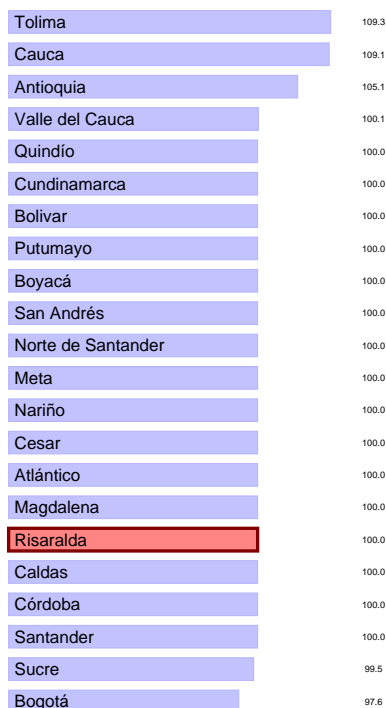 Tolima 109.3
Cauca 109.1
Antioquia 105.1
Valle del Cauca 100.1
Quindío 100.0
Cundinamarca 100.0
Bolivar 100.0
Putumayo 100.0
Boyacá 100.0
San Andrés 100.0
Norte de Santander 100.0
Meta 100.0
Nariño 100.0
Cesar 100.0
Atlántico 100.0
Magdalena 100.0
Risaralda 100.0
Caldas 100.0
Córdoba 100.0
Santander 100.0
Sucre 99.5
Bogotá 97.6